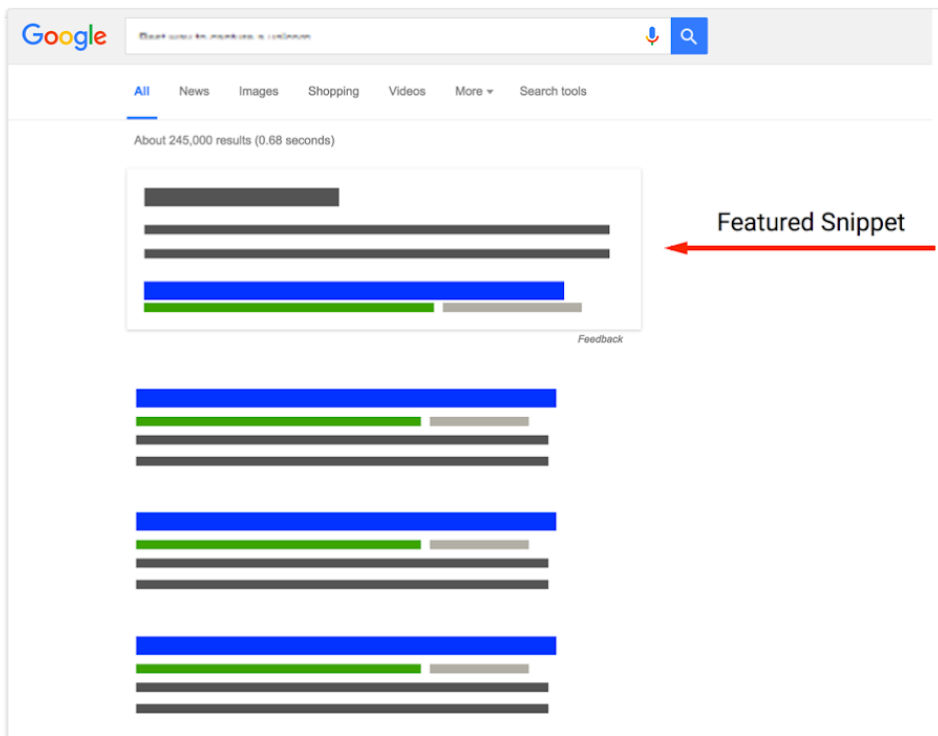 Google
All News Images Shopping Videos More Search tools
About 245,000 results (0.68 seconds)
Featured Snippet
Feedback